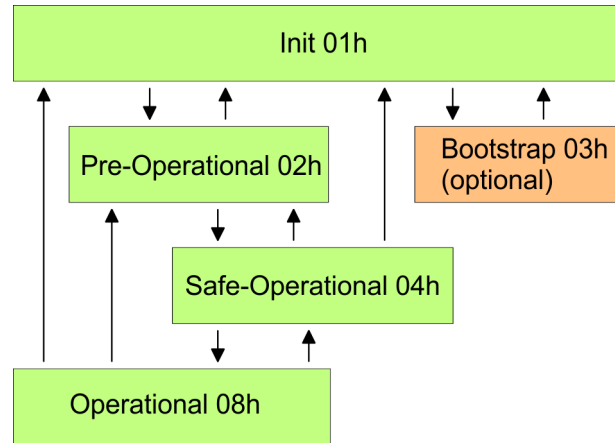 Init 01h
Pre-Operational 02h
Bootstrap 03h
(optional)
Safe-Operational 04h
Operational 08h